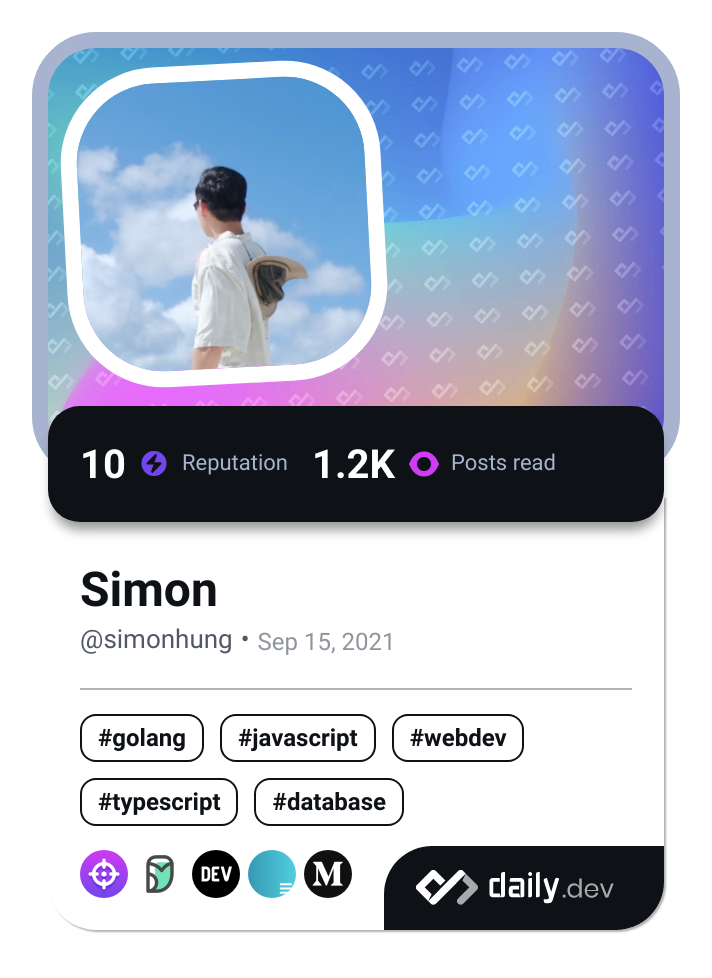 10 Reputation 1.2K Posts read
Simon
@simonhung • Sep 15, 2021
#golang #javascript #webdev
#typescript #database
DEV M daily.dev